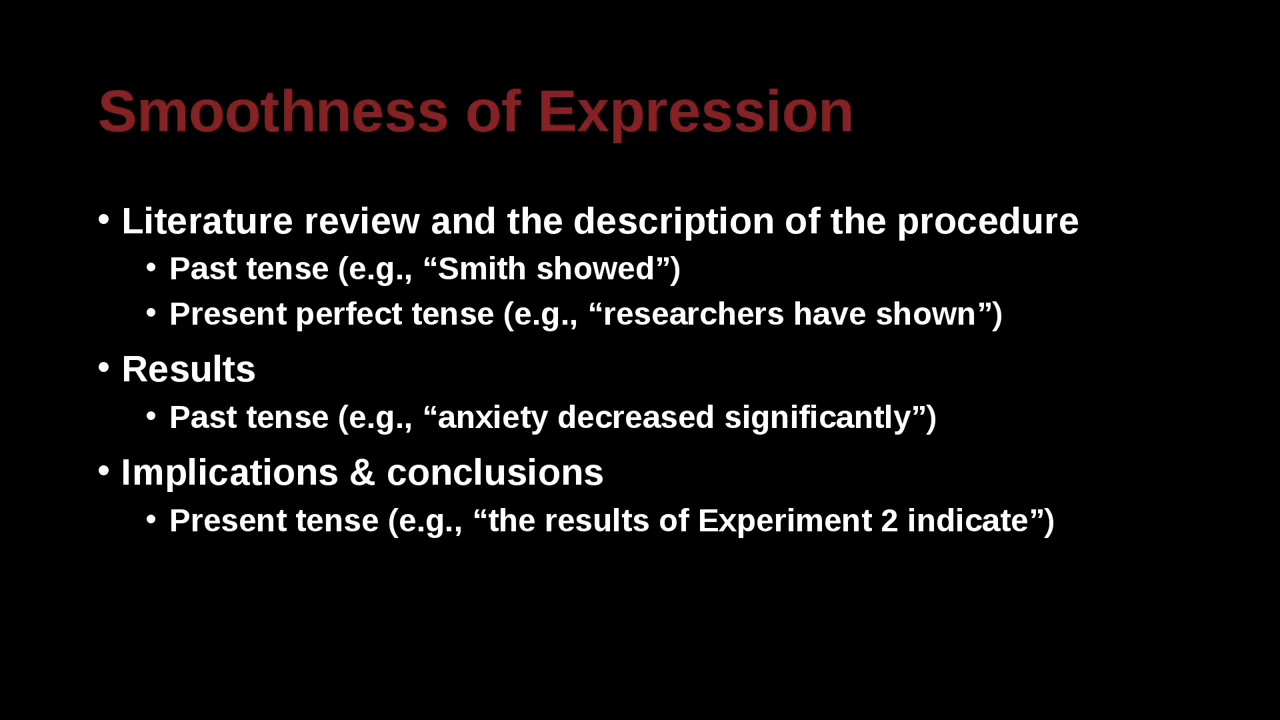 Smoothness of Expression
• Literature review and the description of the procedure
• Past tense (e.g., “Smith showed”)
• Present perfect tense (e.g., “researchers have shown”)
• Results
• Past tense (e.g., “anxiety decreased significantly”)
• Implications & conclusions
• Present tense (e.g., “the results of Experiment 2 indicate”)